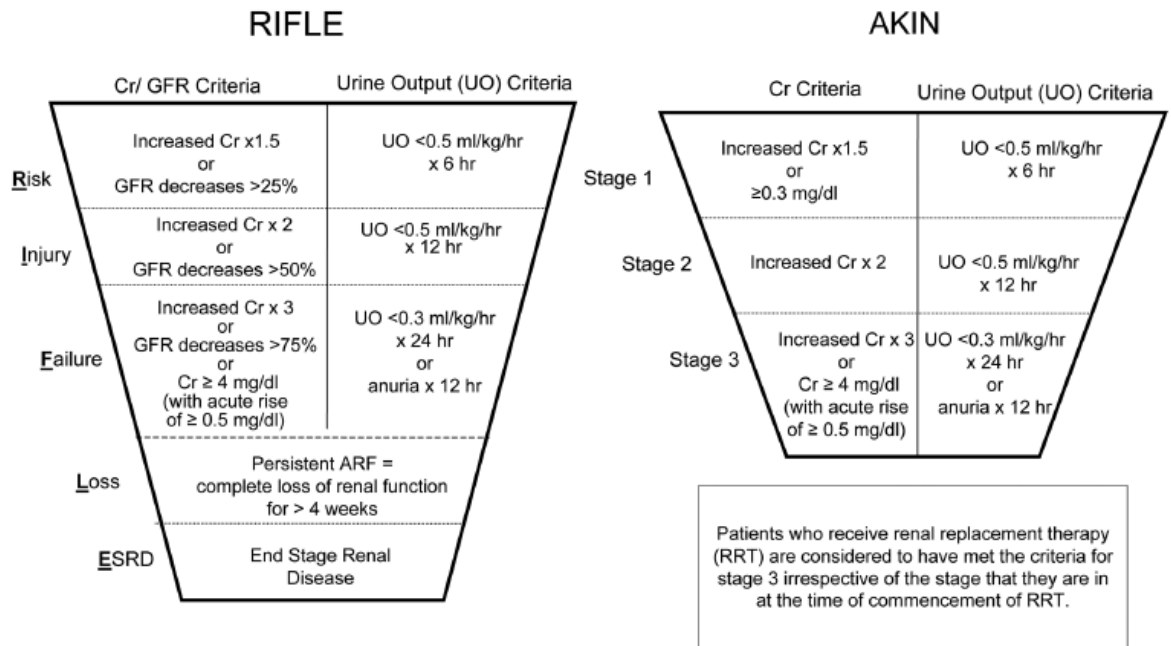 RIFLE
Cr/ GFR Criteria
Urine Output (UO) Criteria
Risk
Increased Cr x1.5
or
GFR decreases >25%
UO <0.5 ml/kg/hr
x 6 hr
Injury
Increased Cr x 2
or
GFR decreases >50%
UO <0.5 ml/kg/hr
x 12 hr
Failure
Increased Cr x 3
or
GFR decreases >75%
or
Cr ≥ 4 mg/dl
(with acute rise
of ≥ 0.5 mg/dl)
UO <0.3 ml/kg/hr
x 24 hr
or
anuria x 12 hr
Loss
Persistent ARF =
complete loss of renal function
for > 4 weeks
ESRD
End Stage Renal
Disease
AKIN
Cr Criteria
Urine Output (UO) Criteria
Stage 1
Increased Cr x1.5
or
≥0.3 mg/dl
UO <0.5 ml/kg/hr
x 6 hr
Stage 2
Increased Cr x 2
UO <0.5 ml/kg/hr
x 12 hr
Stage 3
Increased Cr x 3
or
Cr ≥ 4 mg/dl
(with acute rise
of ≥ 0.5 mg/dl)
UO <0.3 ml/kg/hr
x 24 hr
or
anuria x 12 hr
Patients who receive renal replacement therapy
(RRT) are considered to have met the criteria for
stage 3 irrespective of the stage that they are in
at the time of commencement of RRT.